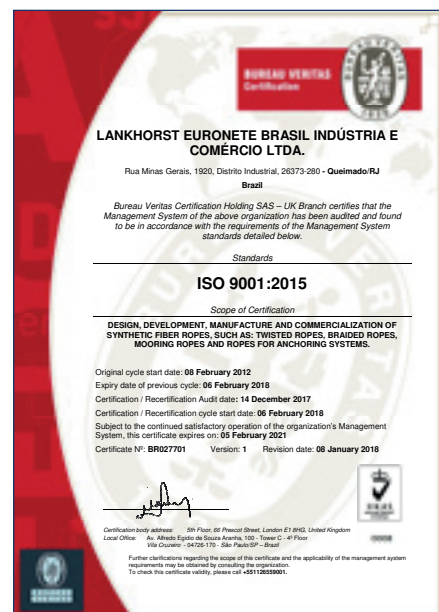 BUREAU VERITAS
Certification
LANKHORST EURONETE BRASIL INDÚSTRIA E
COMÉRCIO LTDA.
Rua Minas Gerais, 1920, Distrito Industrial, 26373-280 - Queimado/RJ
Brazil
Bureau Veritas Certification Holding SAS – UK Branch certifies that the
Management System of the above organization has been audited and found
to be in accordance with the requirements of the Management System
standards detailed below.
Standards
ISO 9001:2015
Scope of Certification
DESIGN, DEVELOPMENT, MANUFACTURE AND COMMERCIALIZATION OF
SYNTHETIC FIBER ROPES, SUCH AS: TWISTED ROPES, BRAIDED ROPES,
MOORING ROPES AND ROPES FOR ANCHORING SYSTEMS.
Original cycle start date: 08 February 2012
Expiry date of previous cycle: 06 February 2018
Certification / Recertification Audit date: 14 December 2017
Certification / Recertification cycle start date: 06 February 2018
Subject to the continued satisfactory operation of the organization's Management
System, this certificate expires on: 05 February 2021
Certificate Nº: BR027701 Version: 1 Revision date: 08 January 2018
Certification body address: 5th Floor, 66 Prescot Street, London E1 8HG, United Kingdom
Local Office: Av. Alfredo Egidio de Souza Aranha, 100 - Tower C - 4º Floor
Vila Cruzeiro - 04726-170 - São Paulo/SP – Brazil
Further clarifications regarding the scope of this certificate and the applicability of the management system
requirements may be obtained by consulting the organization.
To check this certificate validity, please call +551126559001.